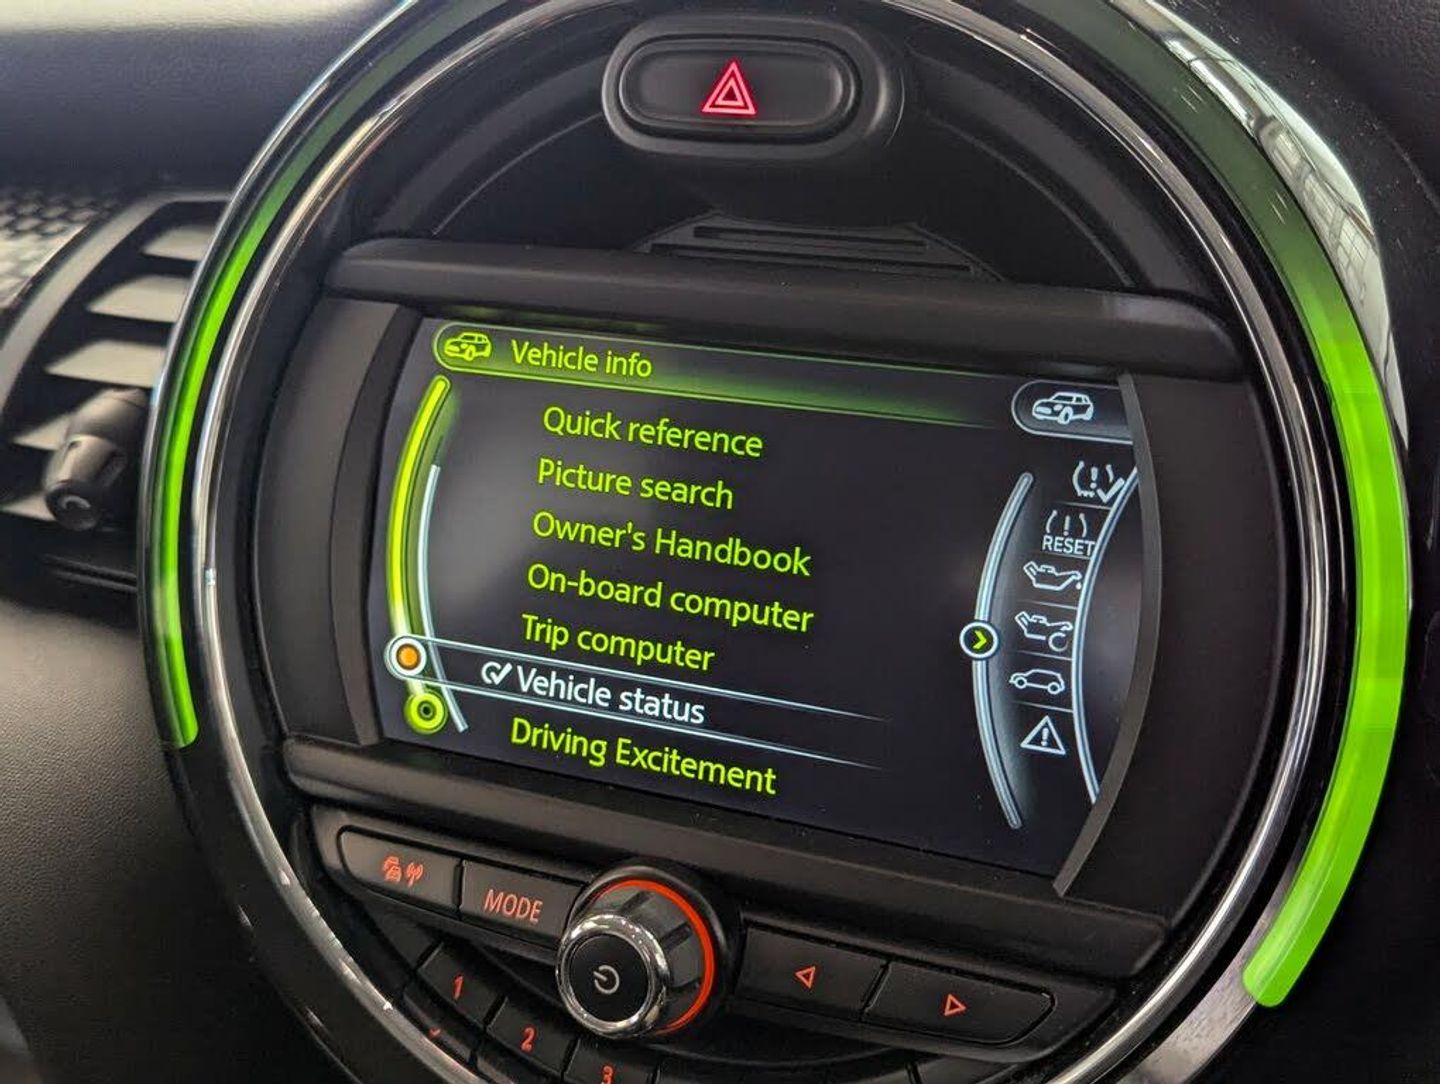 Vehicle info
Quick reference
Picture search
Owner's Handbook
On-board computer
Trip computer
Vehicle status
Driving Excitement
RESET
MODE
1
2
3